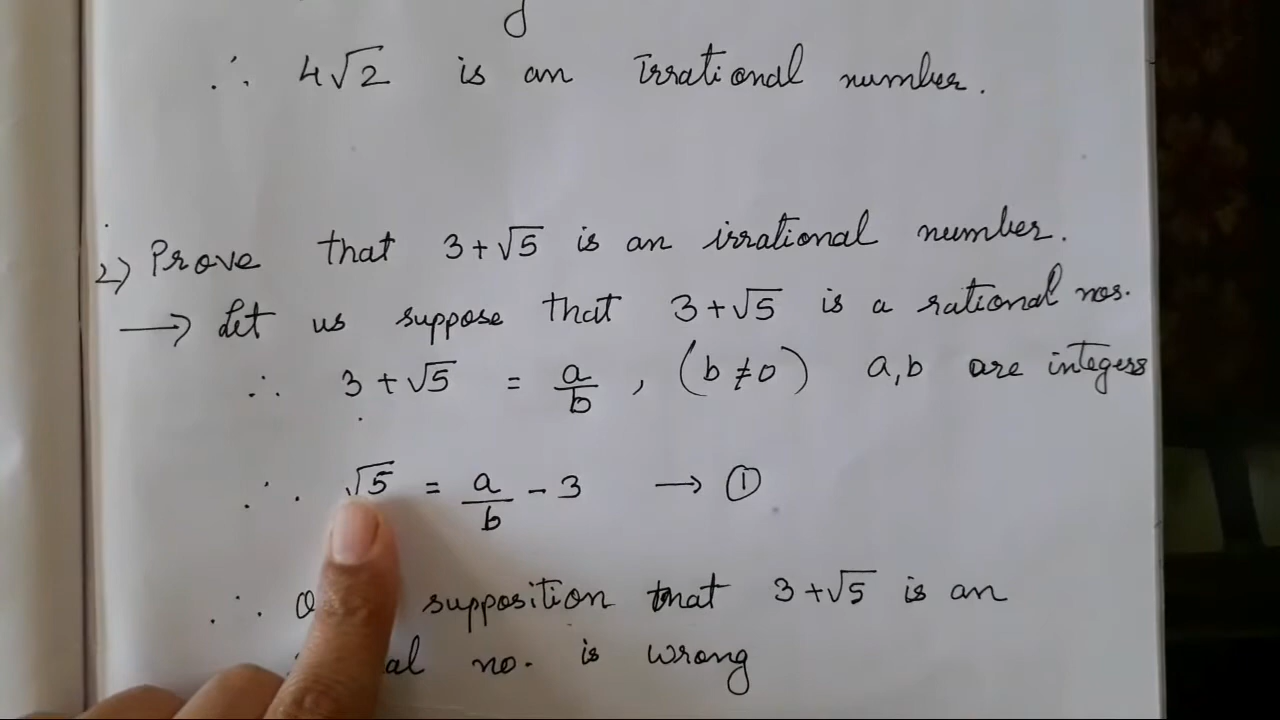 ∴ 4√2 is an Irrational number.
2) Prove that 3+√5 is an irrational number.
→ Let us suppose that 3+√5 is a rational nos.
∴ 3+√5 = a/b , (b≠0) a,b are integers
∴ √5 = a/b - 3 → ①
∴ supposition that 3+√5 is an
no. is wrong